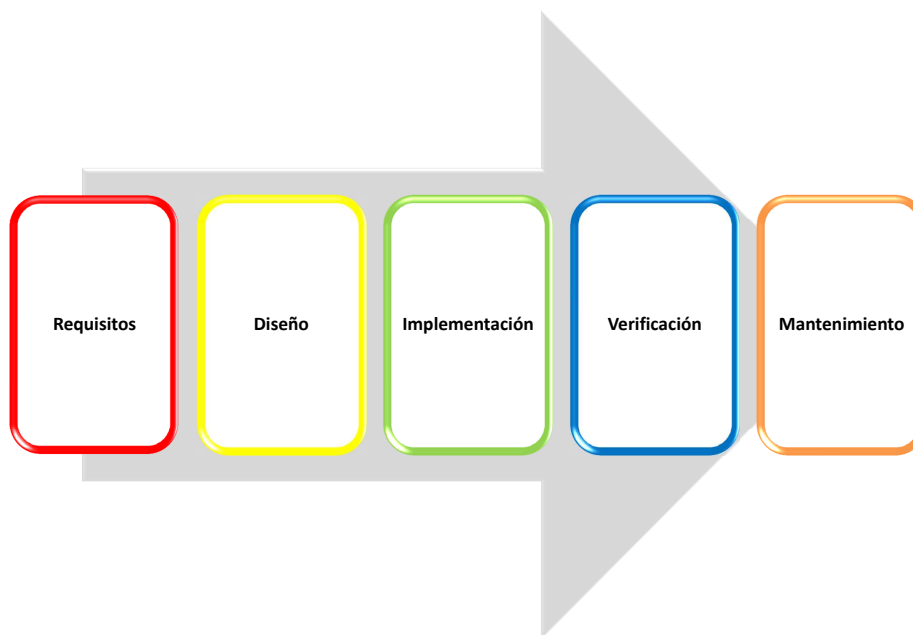 Requisitos
Diseño
Implementación
Verificación
Mantenimiento